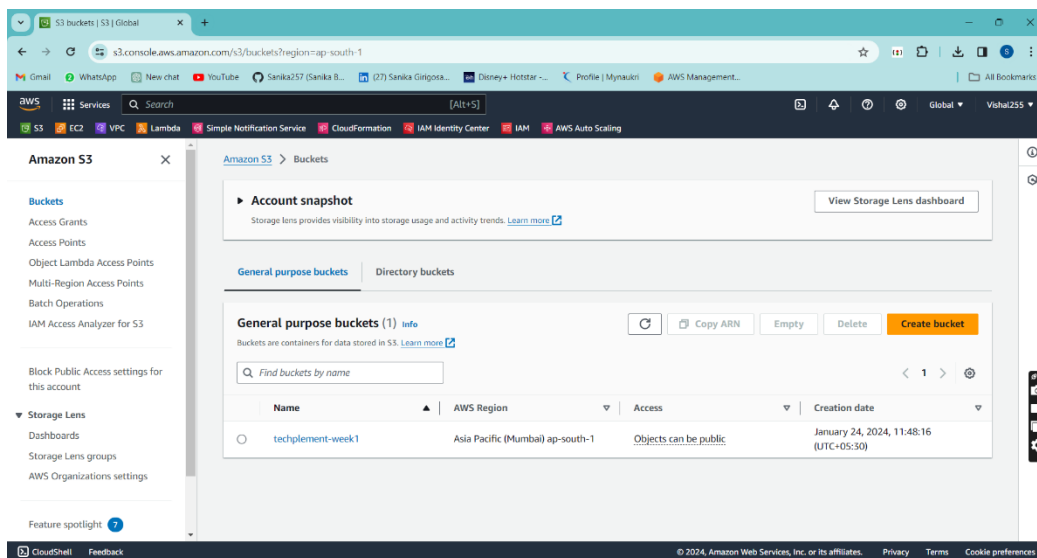 S3 buckets | S3 | Global
s3.console.aws.amazon.com/s3/buckets?region=ap-south-1
Gmail WhatsApp New chat YouTube Sanika257 (Sanika B... (27) Sanika Girigosa... Disney+ Hotstar -... Profile | Mynaukri AWS Management... All Bookmarks
aws Services Search [Alt+S] Global Vishal255
S3 EC2 VPC Lambda Simple Notification Service CloudFormation IAM Identity Center IAM AWS Auto Scaling
Amazon S3
Buckets
Access Grants
Access Points
Object Lambda Access Points
Multi-Region Access Points
Batch Operations
IAM Access Analyzer for S3
Block Public Access settings for
this account
Storage Lens
Dashboards
Storage Lens groups
AWS Organizations settings
Feature spotlight 7
Amazon S3 > Buckets
Account snapshot
View Storage Lens dashboard
Storage lens provides visibility into storage usage and activity trends. Learn more
General purpose buckets Directory buckets
General purpose buckets (1) Info
Copy ARN Empty Delete Create bucket
Buckets are containers for data stored in S3. Learn more
Find buckets by name
< 1 >
Name AWS Region Access Creation date
techplement-week1 Asia Pacific (Mumbai) ap-south-1 Objects can be public January 24, 2024, 11:48:16
(UTC+05:30)
CloudShell Feedback © 2024, Amazon Web Services, Inc. or its affiliates. Privacy Terms Cookie preferences